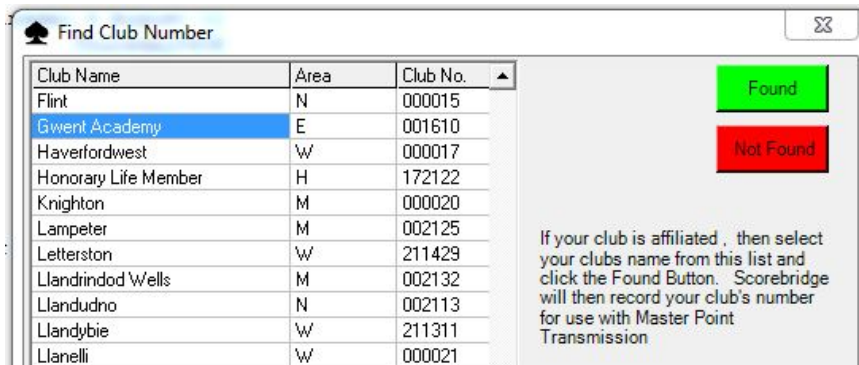 Find Club Number
Club Name Area Club No.
Flint N 000015
Gwent Academy E 001610
Haverfordwest W 000017
Honorary Life Member H 172122
Knighton M 000020
Lampeter M 002125
Letterston W 211429
Llandrindod Wells M 002132
Llandudno N 002113
Llandybie W 211311
Llanelli W 000021
Found
Not Found
If your club is affiliated , then select
your clubs name from this list and
click the Found Button. Scorebridge
will then record your club's number
for use with Master Point
Transmission